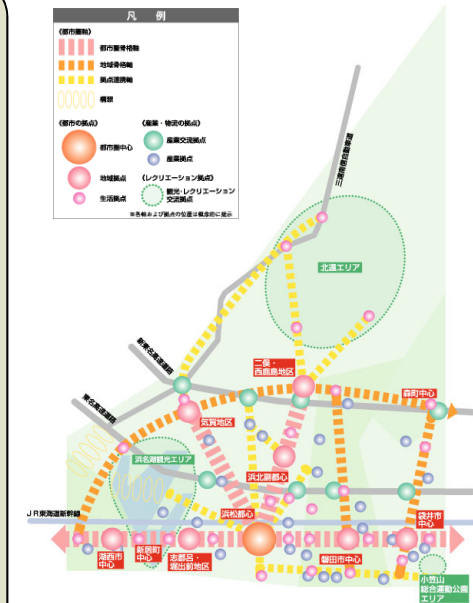 凡 例
《都市圏軸》
都市圏骨格軸
地域骨格軸
拠点連携軸
構想
《都市の拠点》
都市圏中心
地域拠点
生活拠点
《産業・物流の拠点》
産業交流拠点
産業拠点
《レクリエーション拠点》
観光・レクリエーション
交流拠点
※各軸および拠点の位置は概念的に提示
三遠南信自動車道
北遠エリア
新東名高速道路
東名高速道路
二俣・
西鹿島地区
森町中心
気賀地区
浜名湖観光エリア
浜北副都心
JR東海道新幹線
浜松都心
袋井市
中心
湖西市
中心
新居町
中心
志都呂・
堀出前地区
磐田市中心
小笠山
総合運動公園
エリア